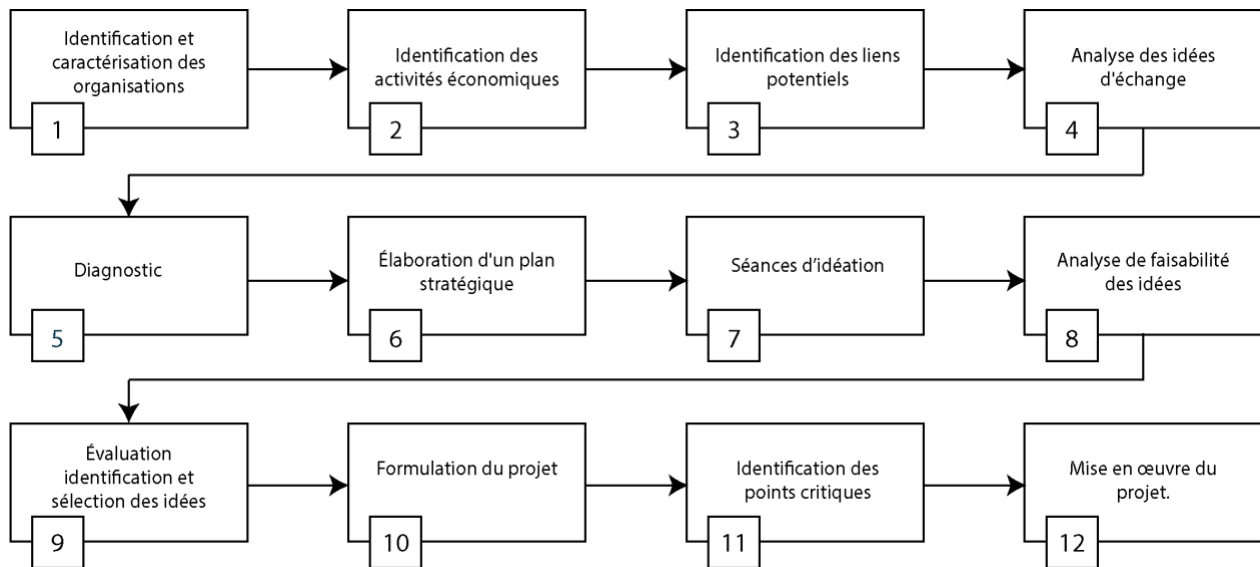 Identification et
caractérisation des
organisations
1
Identification des
activités économiques
2
Identification des liens
potentiels
3
Analyse des idées
d'échange
4
Diagnostic
5
Élaboration d'un plan
stratégique
6
Séances d’idéation
7
Analyse de faisabilité
des idées
8
Évaluation
identification et
sélection des idées
9
Formulation du projet
10
Identification des
points critiques
11
Mise en œuvre du
projet.
12